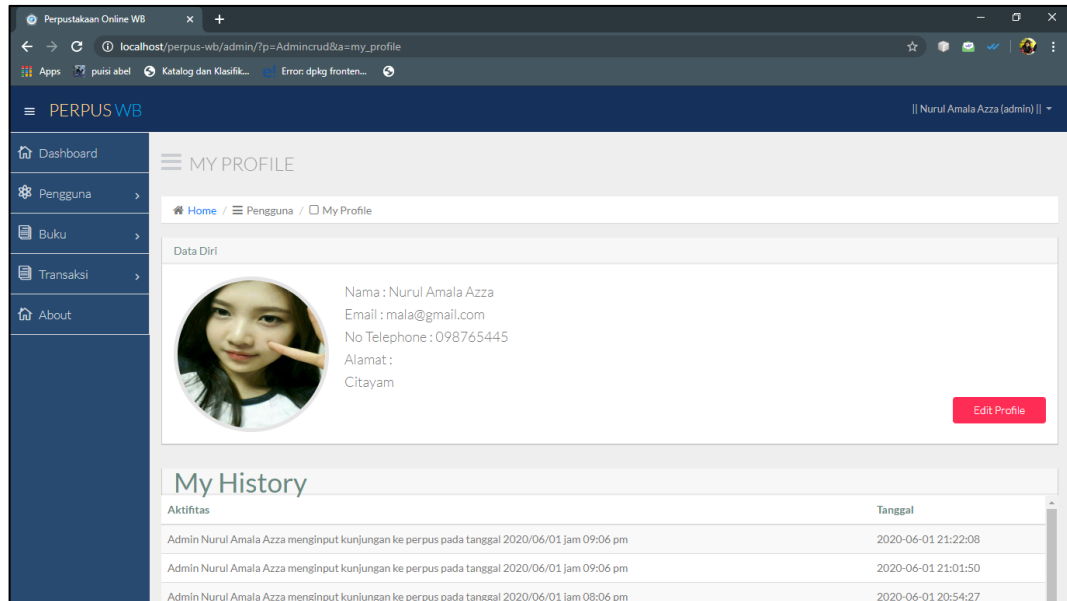 Perpustakaan Online WB
localhost/perpus-wb/admin/?p=Admincrud&a=my_profile
Apps puisi abel Katalog dan Klasifik... Error: dpkg fronten...
PERPUS WB
|| Nurul Amala Azza (admin) ||
Dashboard
Pengguna
Buku
Transaksi
About
MY PROFILE
Home / Pengguna / My Profile
Data Diri
Nama : Nurul Amala Azza
Email : mala@gmail.com
No Telephone : 098765445
Alamat :
Citayam
Edit Profile
My History
Aktifitas Tanggal
Admin Nurul Amala Azza menginput kunjungan ke perpus pada tanggal 2020/06/01 jam 09:06 pm 2020-06-01 21:22:08
Admin Nurul Amala Azza menginput kunjungan ke perpus pada tanggal 2020/06/01 jam 09:06 pm 2020-06-01 21:01:50
Admin Nurul Amala Azza menginput kunjungan ke perpus pada tanggal 2020/06/01 jam 08:06 pm 2020-06-01 20:54:27